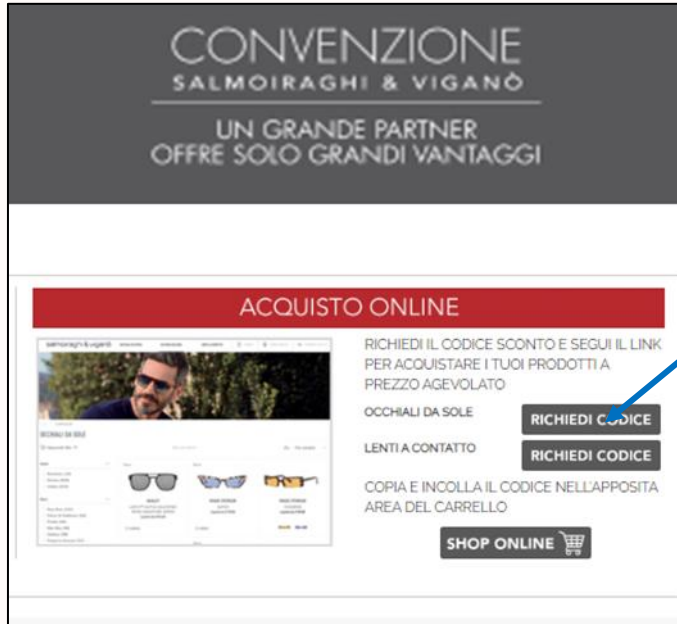 CONVENZIONE
SALMOIRAGHI & VIGANÒ
UN GRANDE PARTNER
OFFRE SOLO GRANDI VANTAGGI
ACQUISTO ONLINE
salmoiraghi & viganò
OCCHIALI DA SOLE
RICHIEDI IL CODICE SCONTO E SEGUI IL LINK
PER ACQUISTARE I TUOI PRODOTTI A
PREZZO AGEVOLATO
OCCHIALI DA SOLE
RICHIEDI CODICE
LENTI A CONTATTO
RICHIEDI CODICE
COPIA E INCOLLA IL CODICE NELL'APPOSITA
AREA DEL CARRELLO
SHOP ONLINE